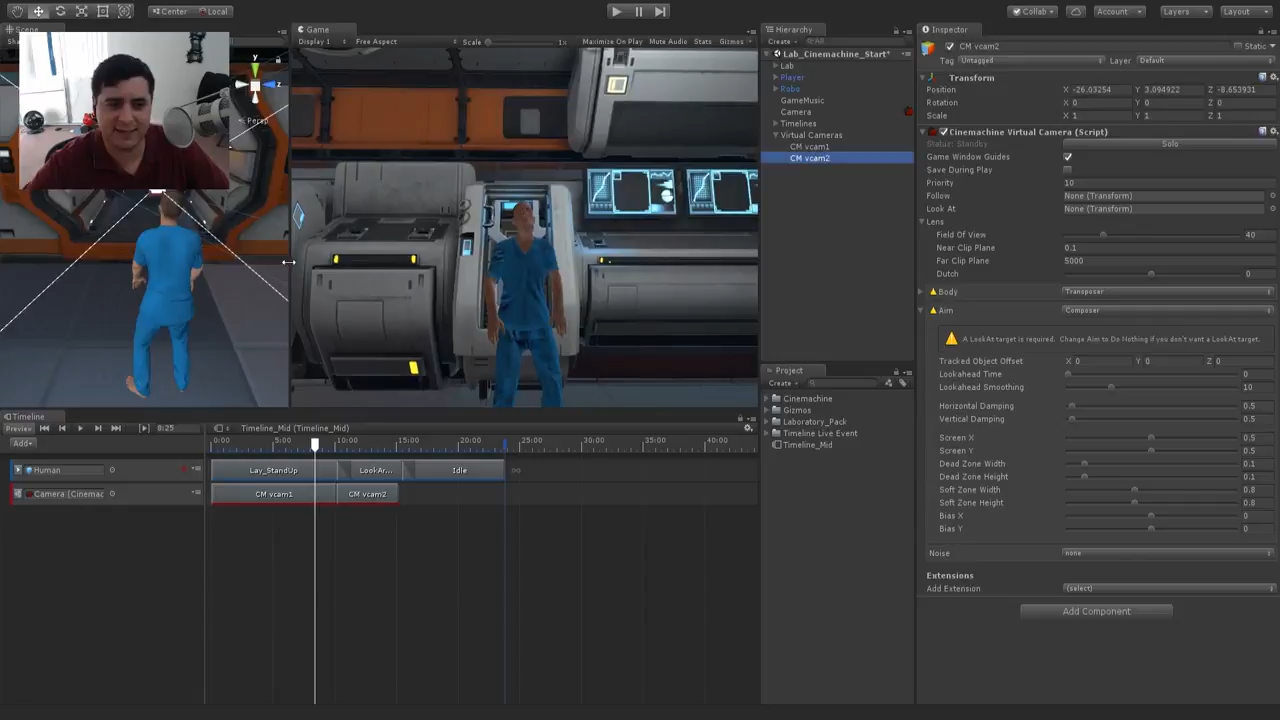 Center Local
Collab Account Layers Layout
Scene
Sha
y
z
Persp
Game
Display 1 Free Aspect Scale 1x Maximize On Play Mute Audio Stats Gizmos
Hierarchy
Create All
Lab_Cinemachine_Start*
Lab
Player
Robo
GameMusic
Camera
Timelines
Virtual Cameras
CM vcam1
CM vcam2
Project
Create
Cinemachine
Gizmos
Laboratory_Pack
Timeline Live Event
Timeline_Mid
Inspector
CM vcam2 Static
Tag Untagged Layer Default
Transform
Position X -26.03254 Y 3.094922 Z -8.653931
Rotation X 0 Y 0 Z 0
Scale X 1 Y 1 Z 1
Cinemachine Virtual Camera (Script)
Status: Standby Solo
Game Window Guides
Save During Play
Priority 10
Follow None (Transform)
Look At None (Transform)
Lens
Field Of View 40
Near Clip Plane 0.1
Far Clip Plane 5000
Dutch 0
Body Transposer
Aim Composer
A LookAt target is required. Change Aim to Do Nothing if you don't want a LookAt target.
Tracked Object Offset X 0 Y 0 Z 0
Lookahead Time 0
Lookahead Smoothing 10
Horizontal Damping 0.5
Vertical Damping 0.5
Screen X 0.5
Screen Y 0.5
Dead Zone Width 0.1
Dead Zone Height 0.1
Soft Zone Width 0.8
Soft Zone Height 0.8
Bias X 0
Bias Y 0
Noise none
Extensions
Add Extension (select)
Add Component
Timeline
Preview 8:25 Timeline_Mid (Timeline_Mid)
Add
0:00 5:00 10:00 15:00 20:00 25:00 30:00 35:00 40:00
Human Lay_StandUp LookAr... Idle
Camera (Cinemac CM vcam1 CM vcam2